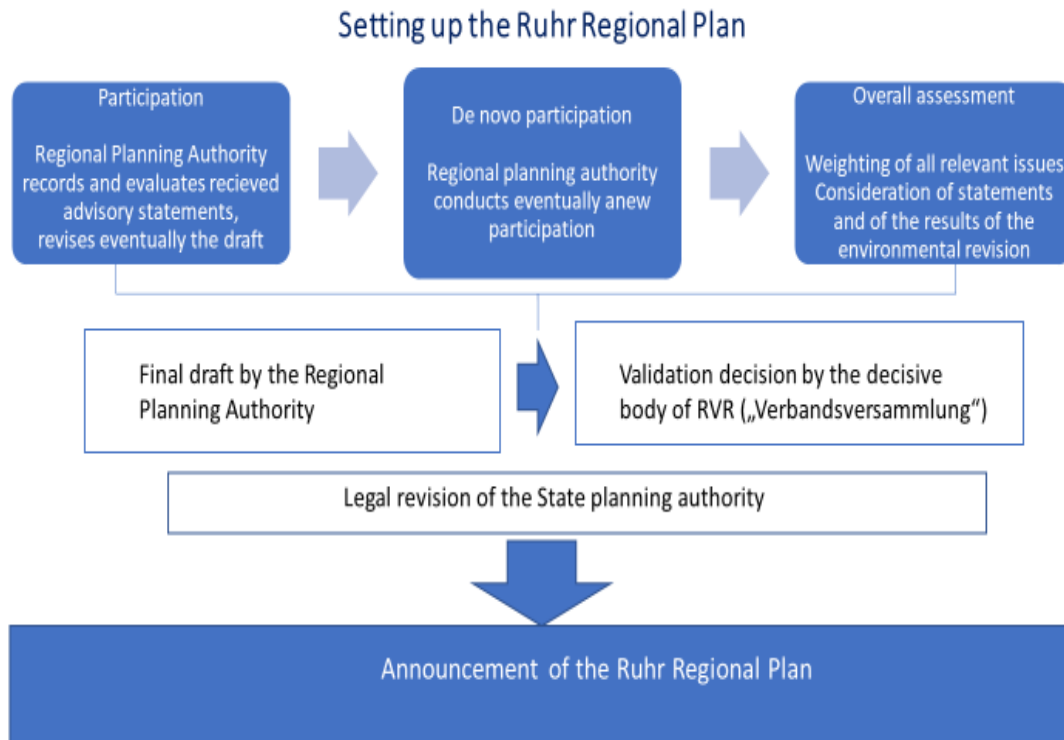 Setting up the Ruhr Regional Plan
Participation
Regional Planning Authority
records and evaluates recieved
advisory statements,
revises eventually the draft
De novo participation
Regional planning authority
conducts eventually anew
participation
Overall assessment
Weighting of all relevant issues
Consideration of statements
and of the results of the
environmental revision
Final draft by the Regional
Planning Authority
Validation decision by the decisive
body of RVR („Verbandsversammlung“)
Legal revision of the State planning authority
Announcement of the Ruhr Regional Plan